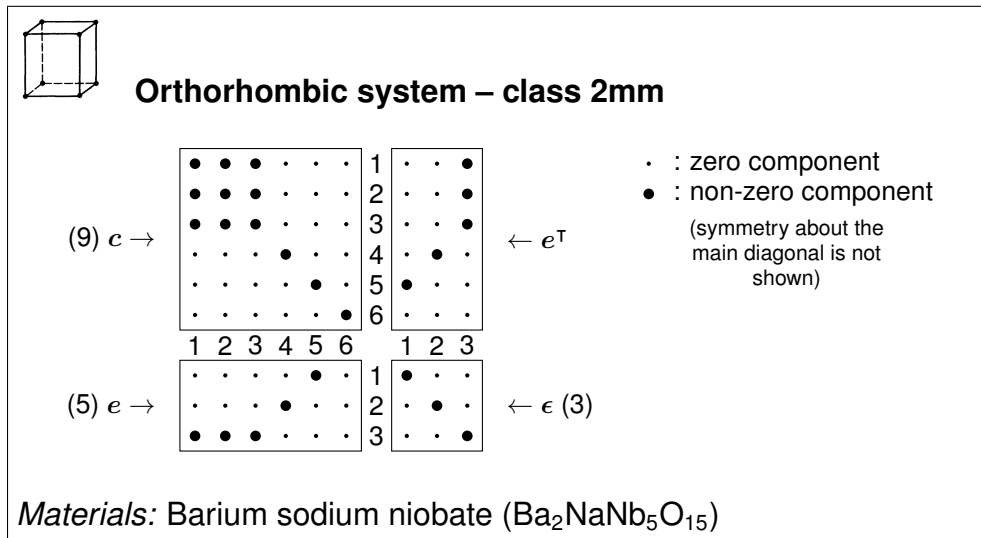 Orthorhombic system – class 2mm
1
2
3
4
5
6
(9) c →
← eᵀ
· : zero component
● : non-zero component
(symmetry about the
main diagonal is not
shown)
1 2 3 4 5 6 1 2 3
1
2
3
(5) e →
← ϵ (3)
Materials: Barium sodium niobate (Ba₂NaNb₅O₁₅)